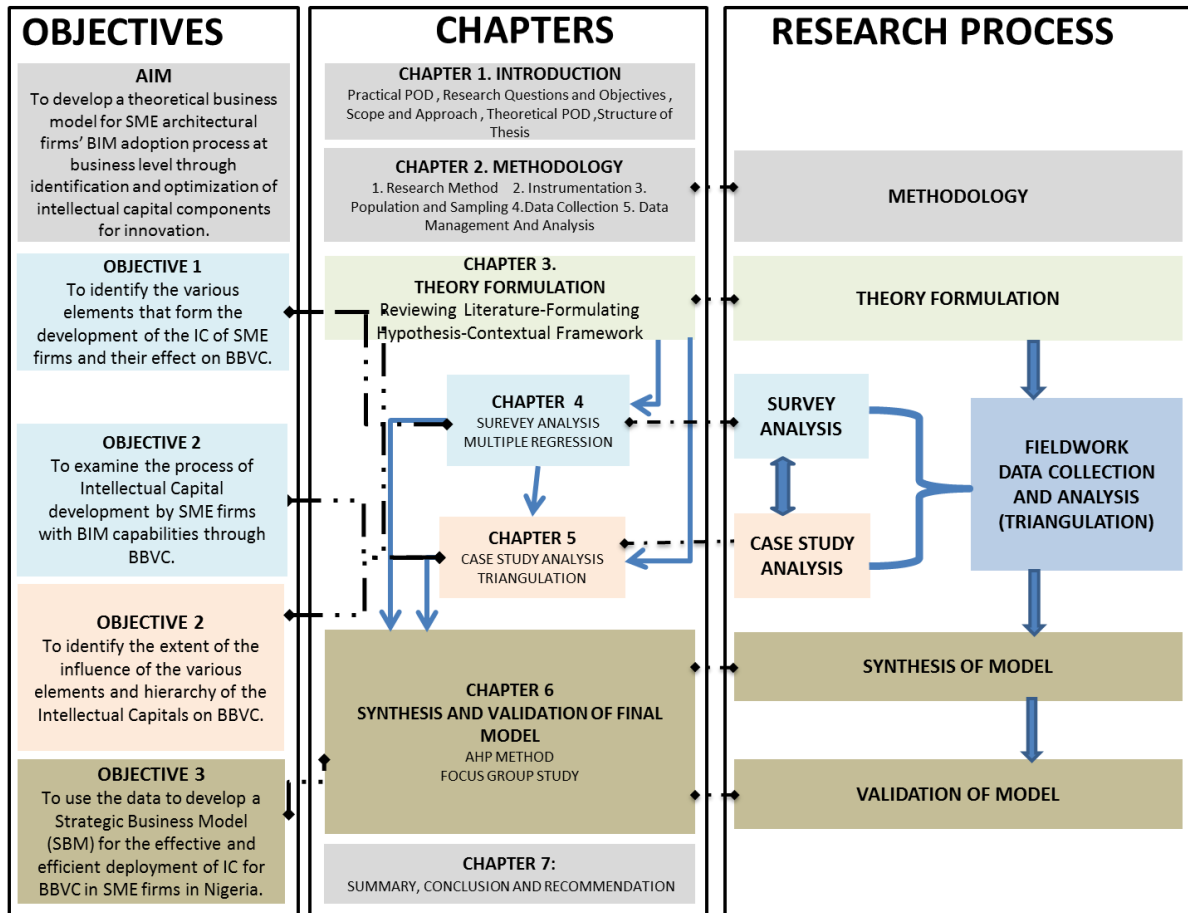 OBJECTIVES
AIM
To develop a theoretical business
model for SME architectural
firms’ BIM adoption process at
business level through
identification and optimization of
intellectual capital components
for innovation.
OBJECTIVE 1
To identify the various
elements that form the
development of the IC of SME
firms and their effect on BBVC.
OBJECTIVE 2
To examine the process of
Intellectual Capital
development by SME firms
with BIM capabilities through
BBVC.
OBJECTIVE 2
To identify the extent of the
influence of the various
elements and hierarchy of the
Intellectual Capitals on BBVC.
OBJECTIVE 3
To use the data to develop a
Strategic Business Model
(SBM) for the effective and
efficient deployment of IC for
BBVC in SME firms in Nigeria.
CHAPTERS
CHAPTER 1. INTRODUCTION
Practical POD , Research Questions and Objectives ,
Scope and Approach , Theoretical POD ,Structure of
Thesis
CHAPTER 2. METHODOLOGY
1. Research Method 2. Instrumentation 3.
Population and Sampling 4.Data Collection 5. Data
Management And Analysis
CHAPTER 3.
THEORY FORMULATION
Reviewing Literature-Formulating
Hypothesis-Contextual Framework
CHAPTER 4
SUREVEY ANALYSIS
MULTIPLE REGRESSION
CHAPTER 5
CASE STUDY ANALYSIS
TRIANGULATION
CHAPTER 6
SYNTHESIS AND VALIDATION OF FINAL
MODEL
AHP METHOD
FOCUS GROUP STUDY
CHAPTER 7:
SUMMARY, CONCLUSION AND RECOMMENDATION
RESEARCH PROCESS
METHODOLOGY
THEORY FORMULATION
SURVEY
ANALYSIS
CASE STUDY
ANALYSIS
FIELDWORK
DATA COLLECTION
AND ANALYSIS
(TRIANGULATION)
SYNTHESIS OF MODEL
VALIDATION OF MODEL